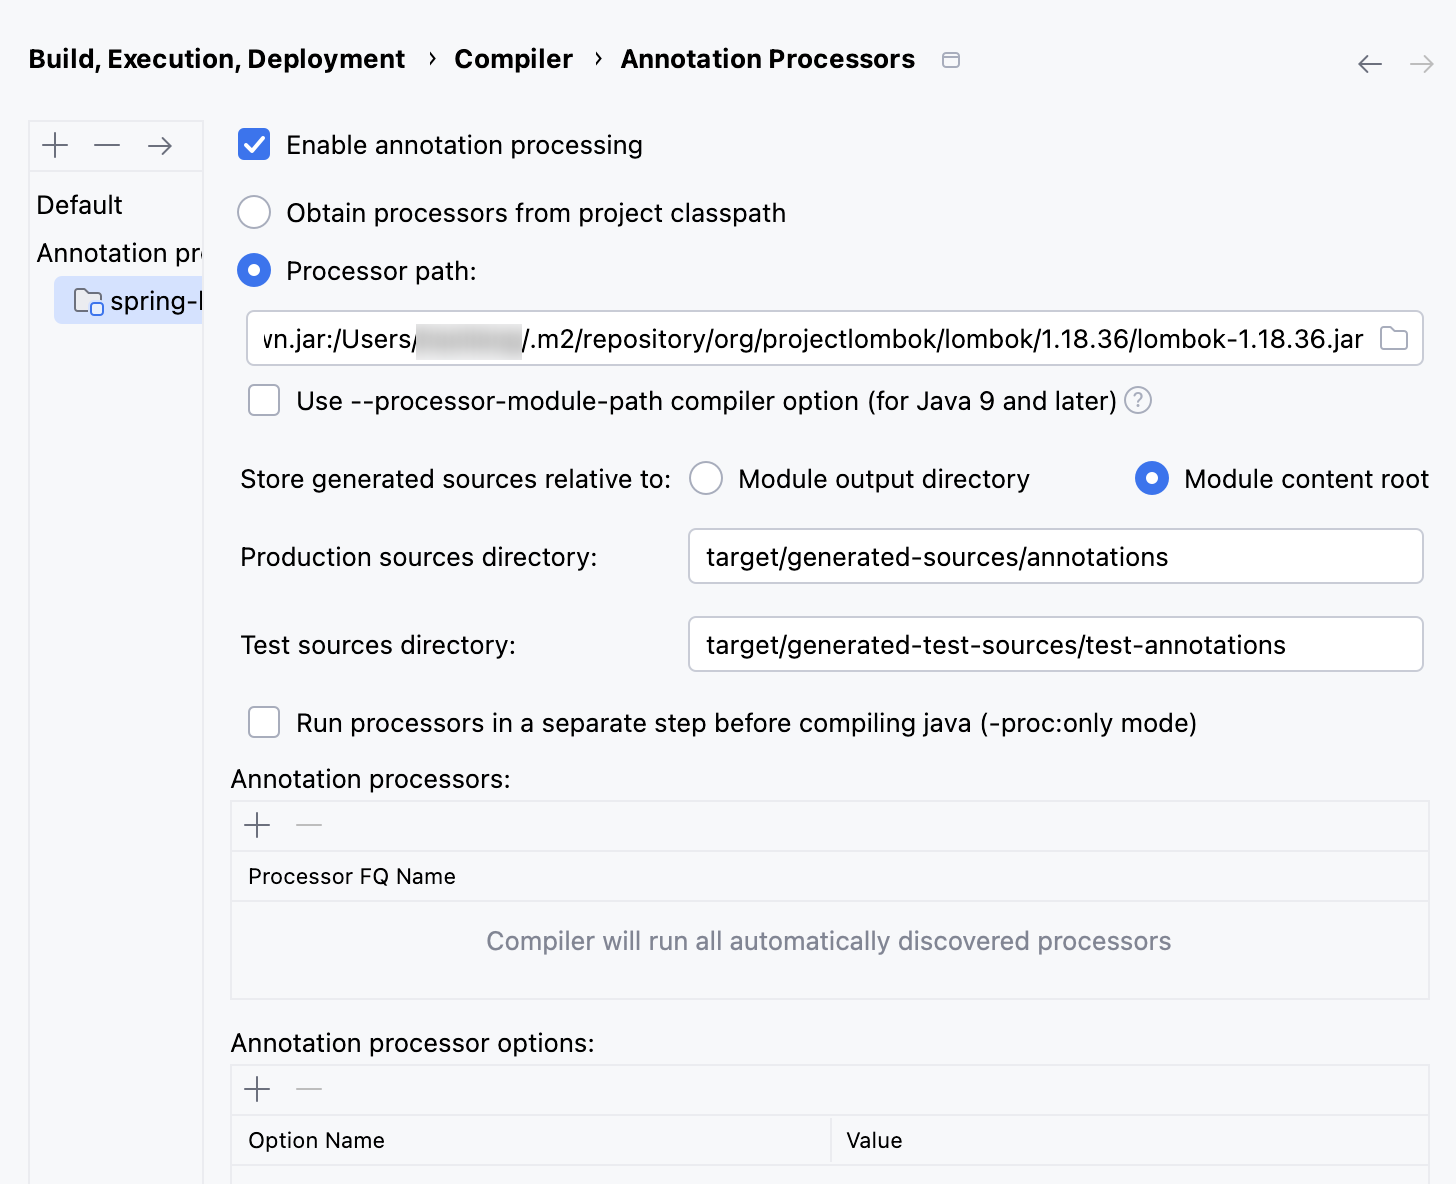 Build, Execution, Deployment › Compiler › Annotation Processors
Default
Annotation
spring-
Enable annotation processing
Obtain processors from project classpath
Processor path:
.jar:/Users/ /.m2/repository/org/projectlombok/lombok/1.18.36/lombok-1.18.36.jar
Use --processor-module-path compiler option (for Java 9 and later) ?
Store generated sources relative to: Module output directory Module content root
Production sources directory: target/generated-sources/annotations
Test sources directory: target/generated-test-sources/test-annotations
Run processors in a separate step before compiling java (-proc:only mode)
Annotation processors:
Processor FQ Name
Compiler will run all automatically discovered processors
Annotation processor options:
Option Name Value